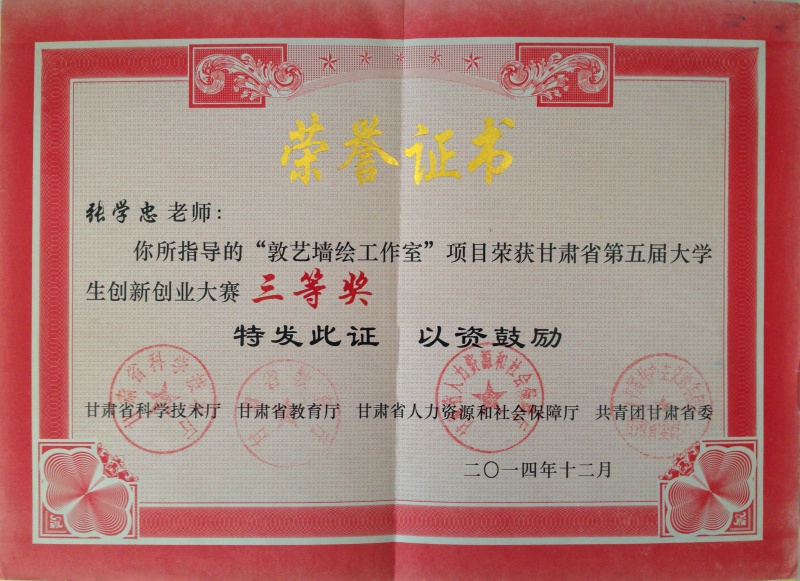 荣誉证书
张学忠 老师:
你所指导的“敦艺墙绘工作室”项目荣获甘肃省第五届大学
生创新创业大赛 三等奖
特发此证 以资鼓励
甘肃省科学技术厅 甘肃省教育厅 甘肃省人力资源和社会保障厅 共青团甘肃省委
二〇一四年十二月